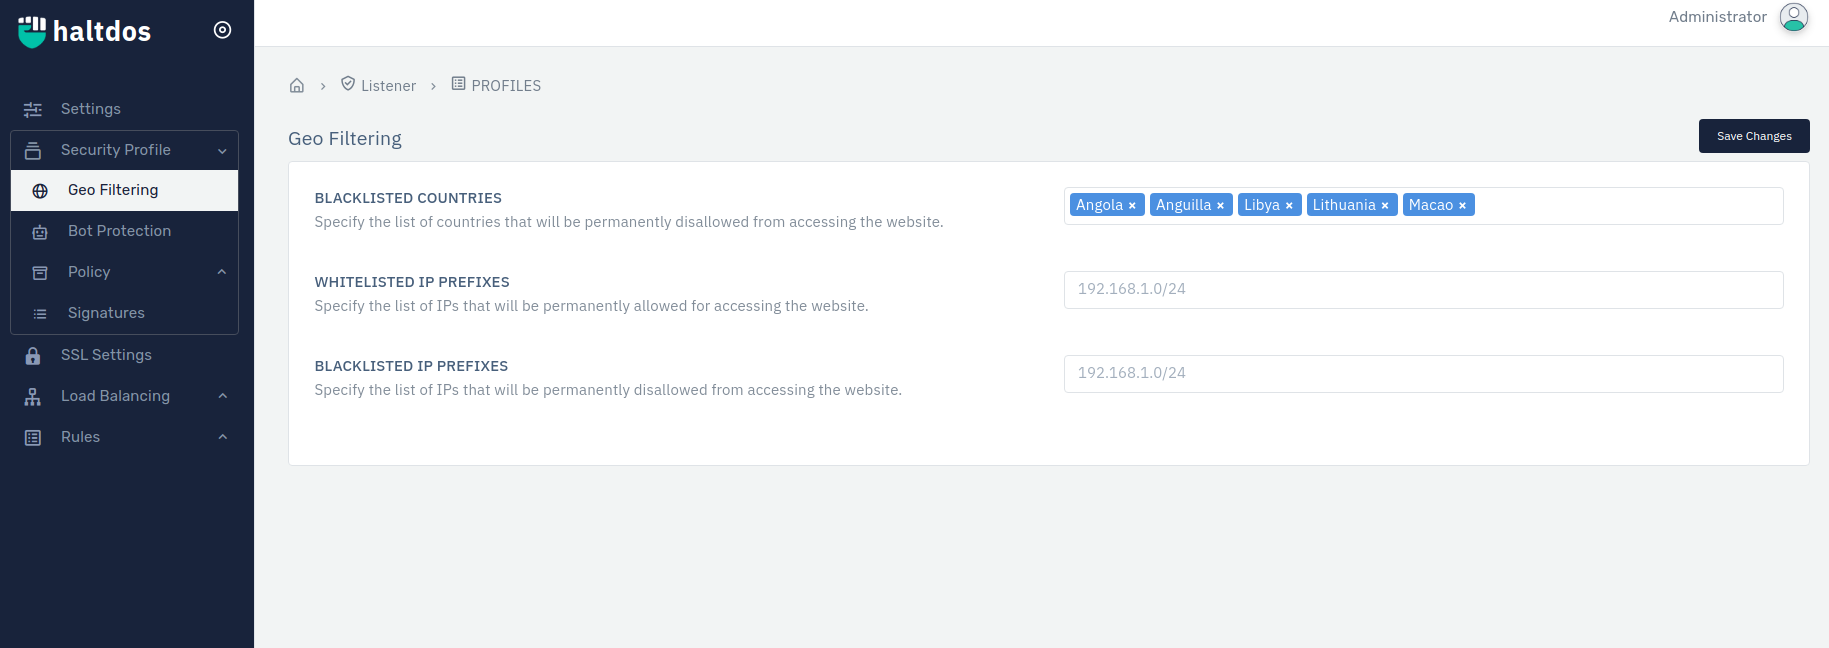 haltdos
Administrator
Settings
Security Profile
Geo Filtering
Bot Protection
Policy
Signatures
SSL Settings
Load Balancing
Rules
Listener
PROFILES
Geo Filtering
Save Changes
BLACKLISTED COUNTRIES
Specify the list of countries that will be permanently disallowed from accessing the website.
Angola × Anguilla × Libya × Lithuania × Macao ×
WHITELISTED IP PREFIXES
Specify the list of IPs that will be permanently allowed for accessing the website.
192.168.1.0/24
BLACKLISTED IP PREFIXES
Specify the list of IPs that will be permanently disallowed from accessing the website.
192.168.1.0/24